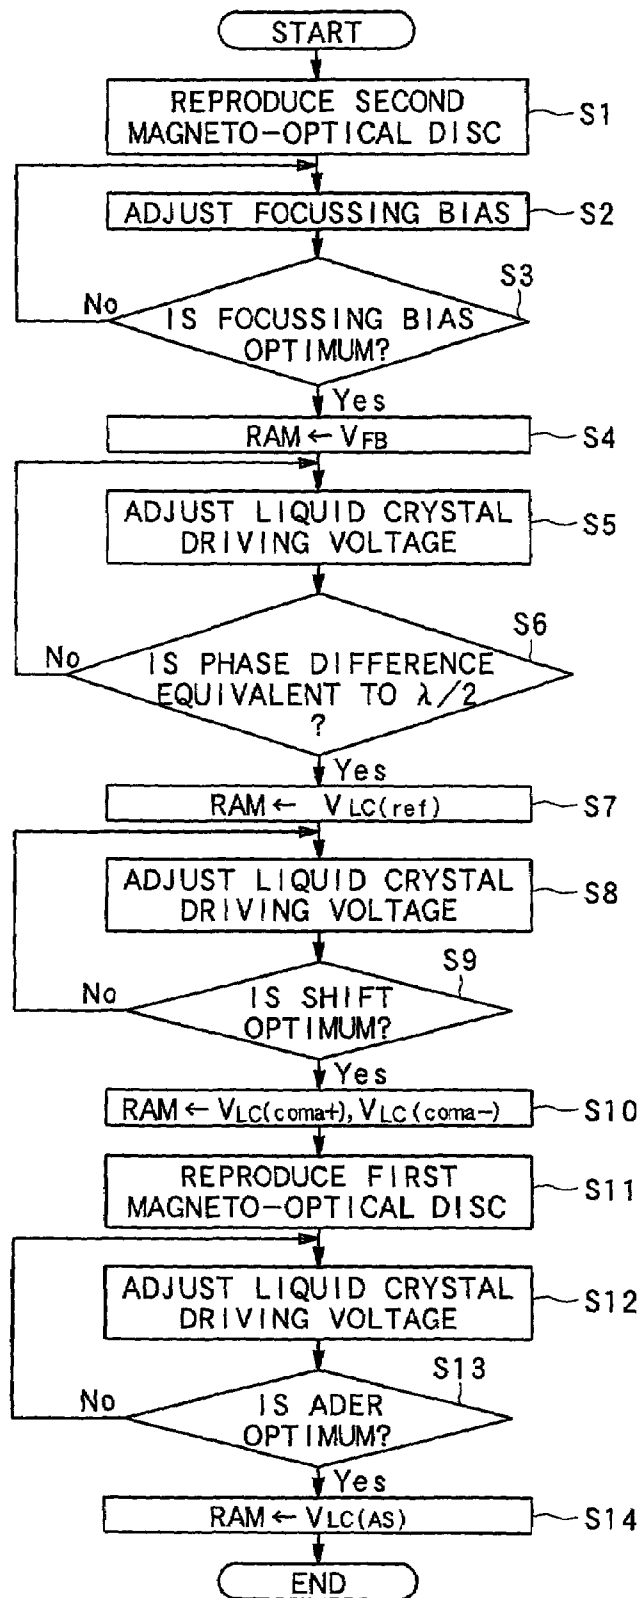 START
REPRODUCE SECOND
MAGNETO-OPTICAL DISC
S1
ADJUST FOCUSSING BIAS
S2
S3
No
IS FOCUSSING BIAS
OPTIMUM?
Yes
RAM ← VFB
S4
ADJUST LIQUID CRYSTAL
DRIVING VOLTAGE
S5
S6
No
IS PHASE DIFFERENCE
EQUIVALENT TO λ/2
?
Yes
RAM ← VLC(ref)
S7
ADJUST LIQUID CRYSTAL
DRIVING VOLTAGE
S8
S9
No
IS SHIFT
OPTIMUM?
Yes
RAM ← VLC(coma+), VLC(coma-)
S10
REPRODUCE FIRST
MAGNETO-OPTICAL DISC
S11
ADJUST LIQUID CRYSTAL
DRIVING VOLTAGE
S12
S13
No
IS ADER
OPTIMUM?
Yes
RAM ← VLC(AS)
S14
END